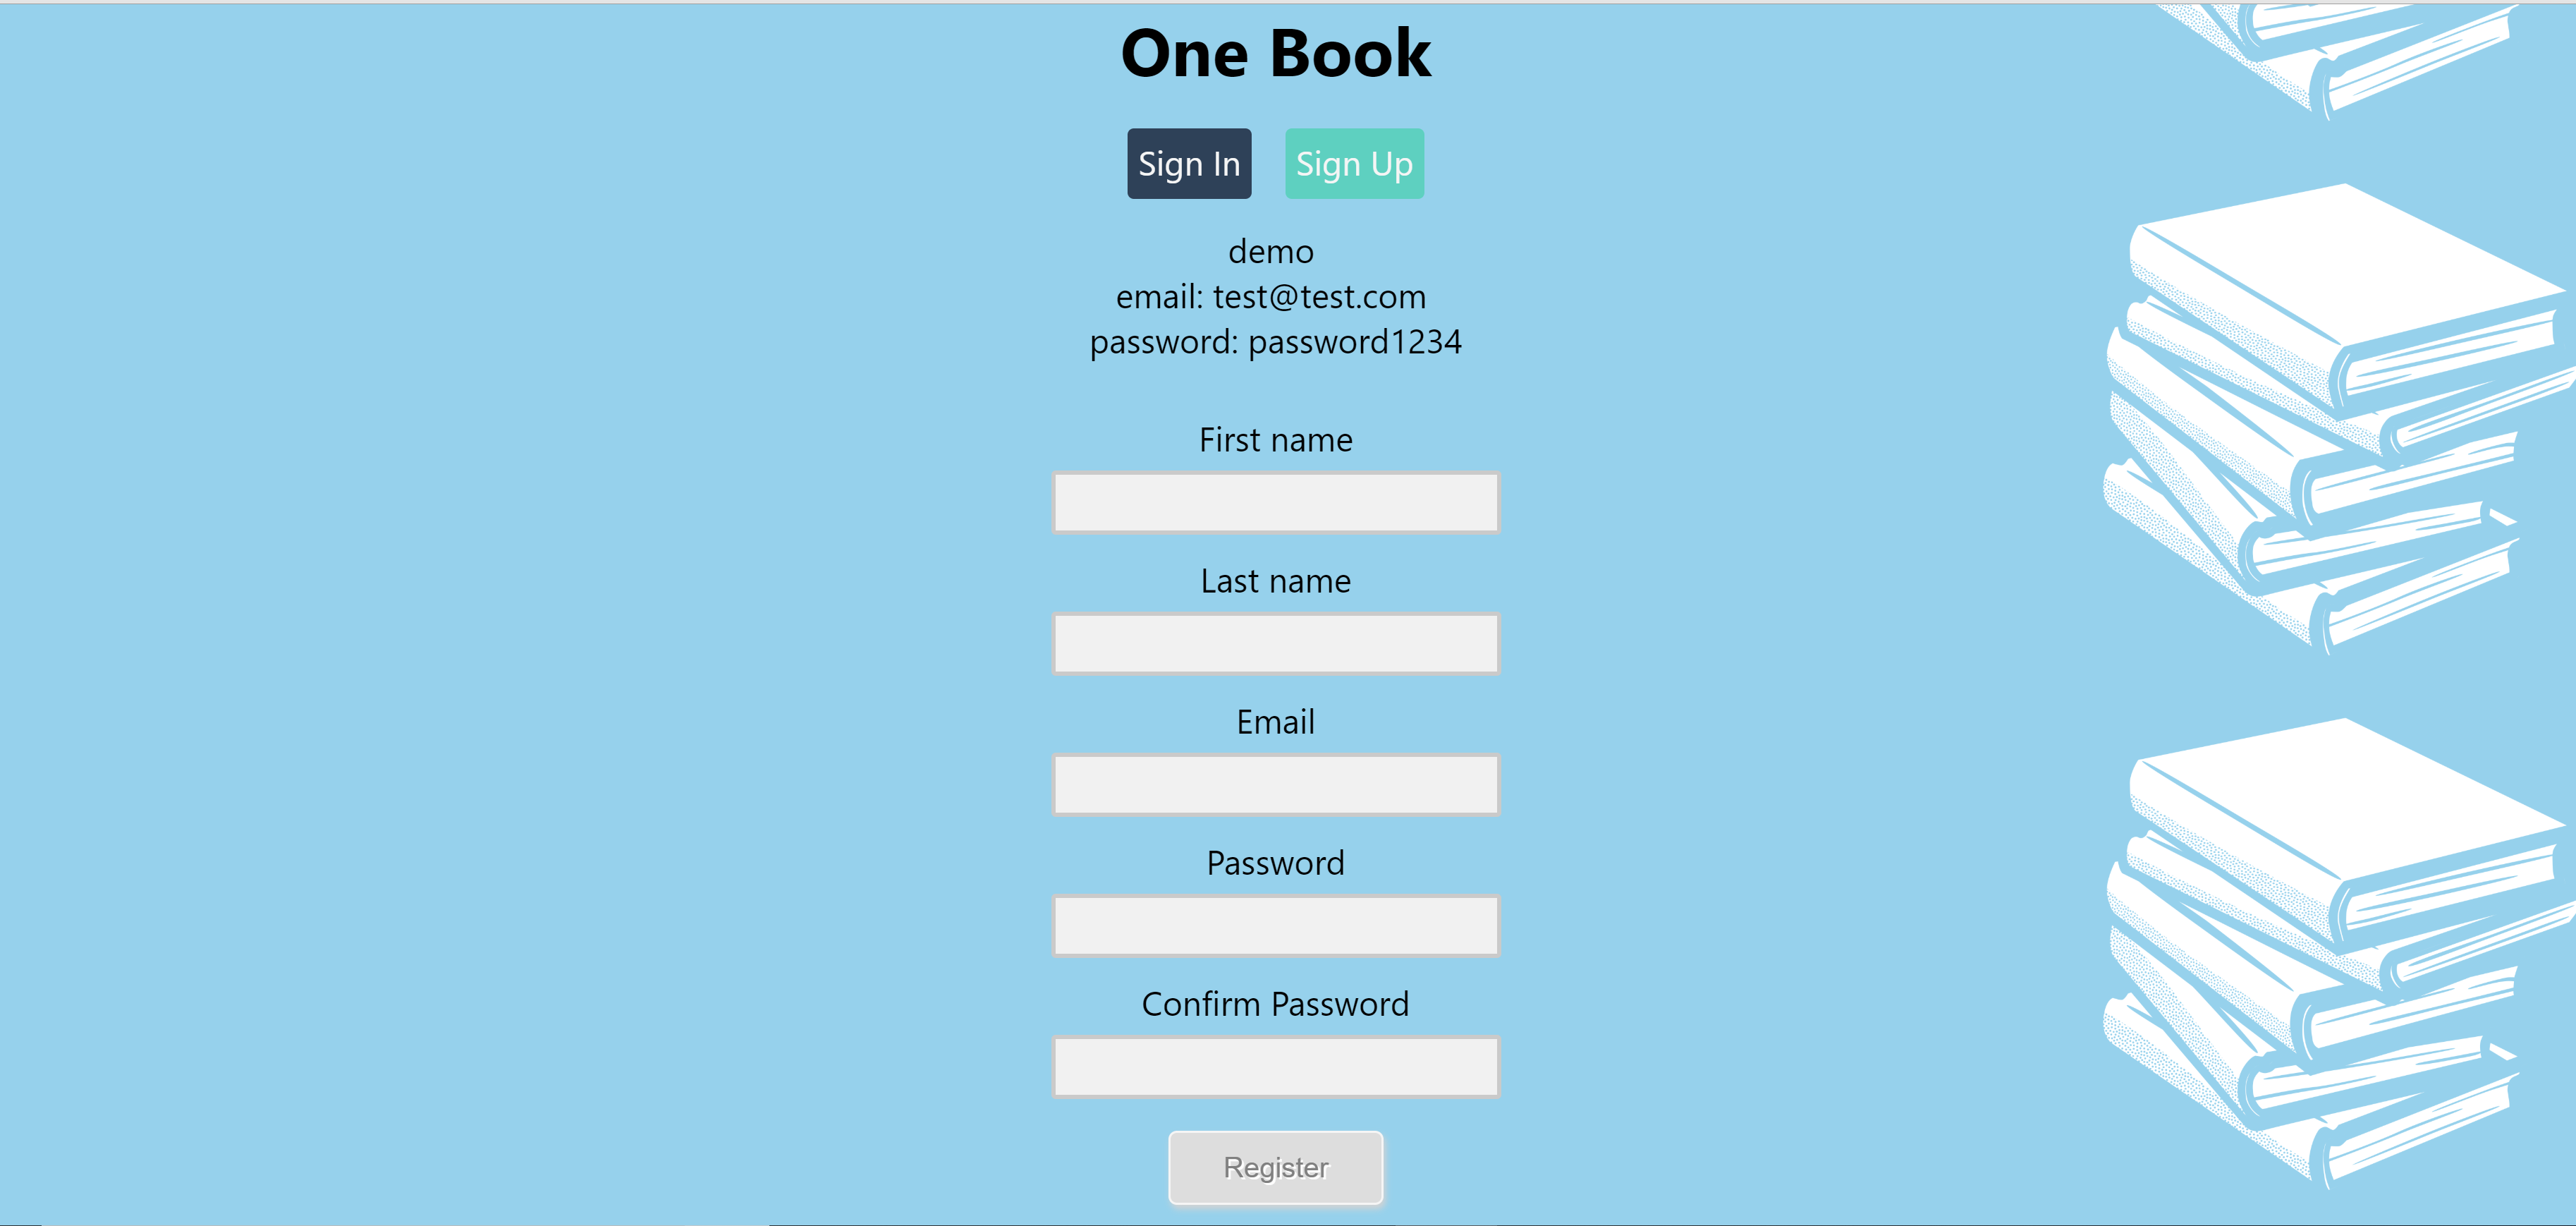 One Book
Sign In Sign Up
demo
email: test@test.com
password: password1234
First name
Last name
Email
Password
Confirm Password
Register